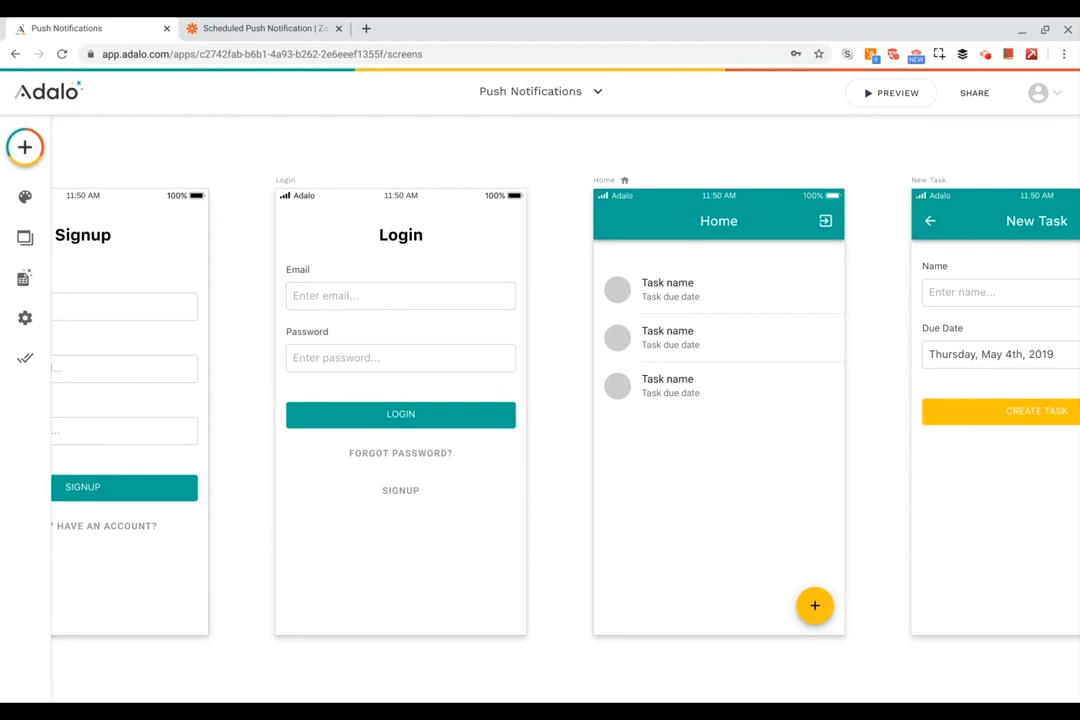 Push Notifications
Scheduled Push Notification | Za
app.adalo.com/apps/c2742fab-b6b1-4a93-b262-2e6eeef1355f/screens
9
NEW
Adalo
Push Notifications
PREVIEW
SHARE
11:50 AM 100%
Signup
...
...
SIGNUP
HAVE AN ACCOUNT?
Login
Adalo 11:50 AM 100%
Login
Email
Enter email...
Password
Enter password...
LOGIN
FORGOT PASSWORD?
SIGNUP
Home
Adalo 11:50 AM 100%
Home
Task name
Task due date
Task name
Task due date
Task name
Task due date
+
New Task
Adalo 11:50 AM
New Task
Name
Enter name...
Due Date
Thursday, May 4th, 2019
CREATE TASK